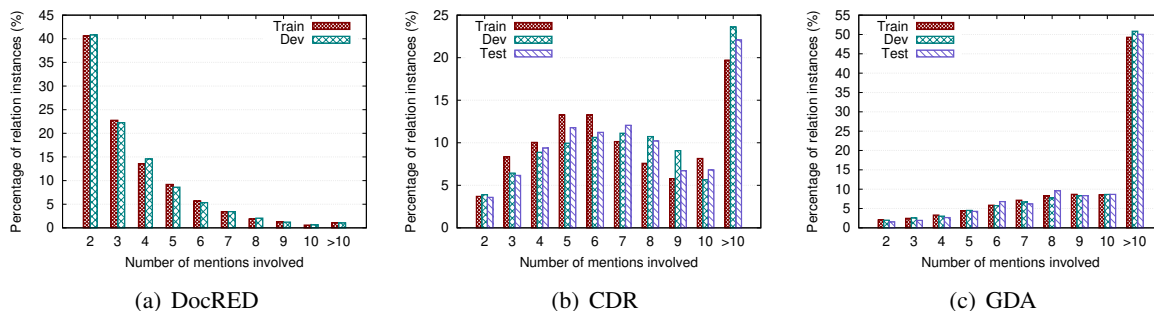 Percentage of relation instances (%)
45
40
35
30
25
20
15
10
5
0
Train
Dev
2 3 4 5 6 7 8 9 10 >10
Number of mentions involved
(a) DocRED
Percentage of relation instances (%)
25
20
15
10
5
0
Train
Dev
Test
2 3 4 5 6 7 8 9 10 >10
Number of mentions involved
(b) CDR
Percentage of relation instances (%)
55
50
45
40
35
30
25
20
15
10
5
0
Train
Dev
Test
2 3 4 5 6 7 8 9 10 >10
Number of mentions involved
(c) GDA